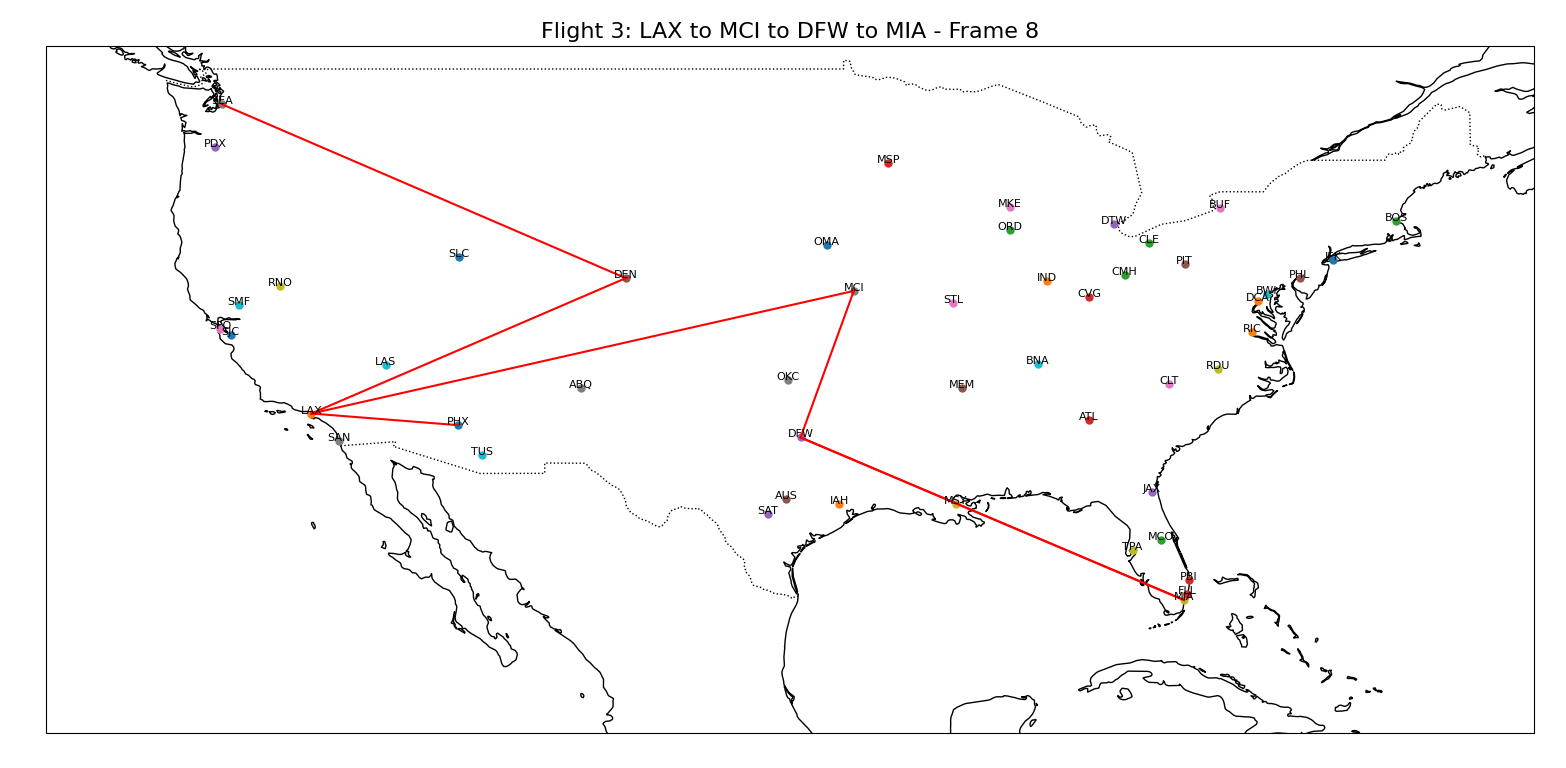 Flight 3: LAX to MCI to DFW to MIA - Frame 8
SEA
PDX
MSP
MKE
BUF
BOS
DTW
ORD
CLE
OMA
SLC
JFK
PIT
CMH
DEN
PHL
IND
RNO
MCI
BWI
CVG
DCA
STL
SMF
SFO
RIC
SJC
BNA
LAS
RDU
OKC
CLT
MEM
ABQ
LAX
ATL
PHX
DFW
SAN
TUS
JAX
AUS
IAH
MSY
SAT
MCO
TPA
PBI
FLL
MIA